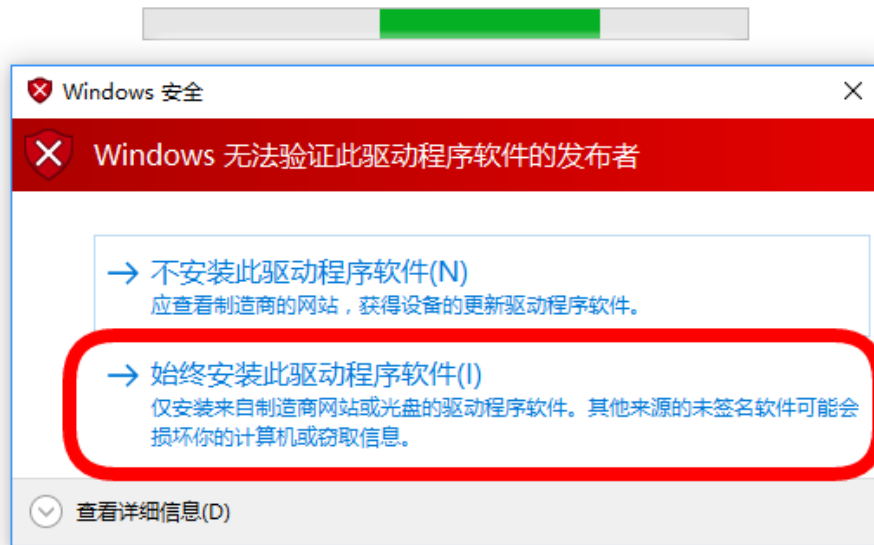 Windows 安全
Windows 无法验证此驱动程序软件的发布者
不安装此驱动程序软件(N)
应查看制造商的网站，获得设备的更新驱动程序软件。
始终安装此驱动程序软件(I)
仅安装来自制造商网站或光盘的驱动程序软件。其他来源的未签名软件可能会
损坏你的计算机或窃取信息。
查看详细信息(D)